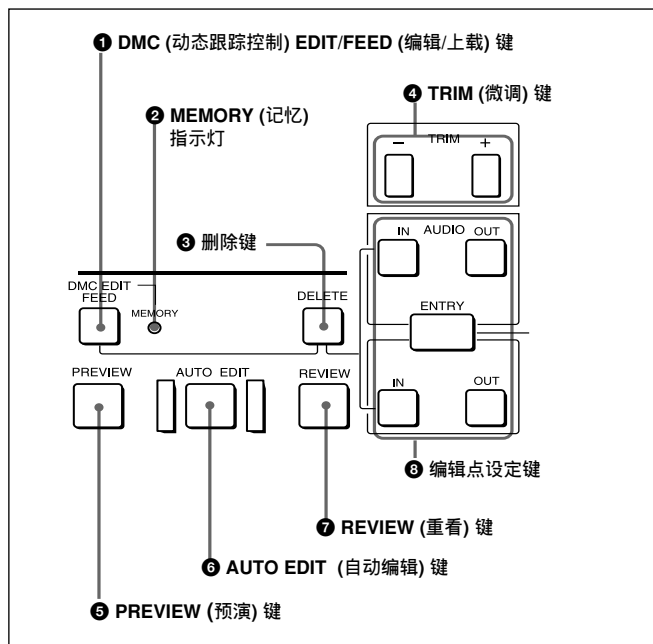 ❶ DMC (动态跟踪控制) EDIT/FEED (编辑/上载) 键
❷ MEMORY (记忆)
指示灯
❹ TRIM (微调) 键
− TRIM +
❸ 删除键
IN AUDIO OUT
DMC EDIT
FEED
MEMORY
DELETE
ENTRY
PREVIEW
AUTO EDIT
REVIEW
IN
OUT
❽ 编辑点设定键
❼ REVIEW (重看) 键
❻ AUTO EDIT (自动编辑) 键
❺ PREVIEW (预演) 键